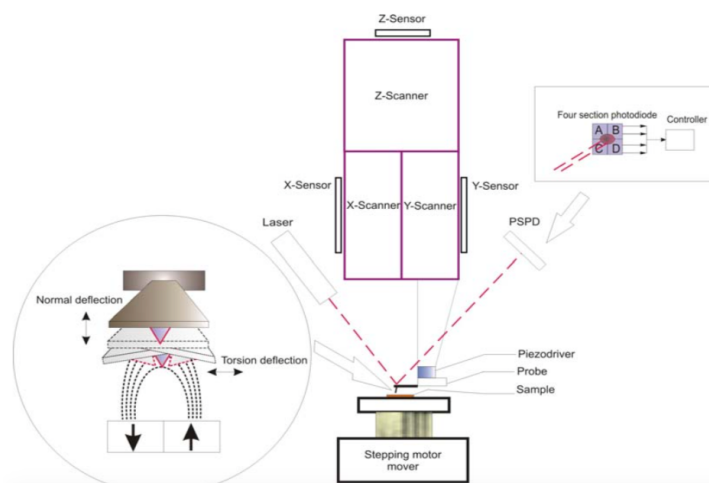 Z-Sensor
Z-Scanner
Four section photodiode
Controller
A B
C D
X-Sensor
Y-Sensor
X-Scanner
Y-Scanner
Laser
PSPD
Normal deflection
Torsion deflection
Piezodriver
Probe
Sample
Stepping motor
mover